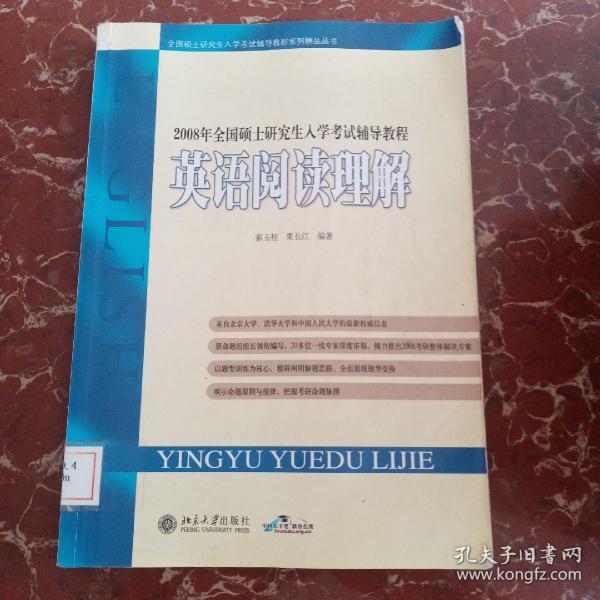 全国硕士研究生入学考试辅导教程系列精品丛书
2008年全国硕士研究生入学考试辅导教程
英语阅读理解
索玉柱 栗长江 编著
来自北京大学、清华大学和中国人民大学的最新权威信息
原命题组组长领衔编写，20多位一线专家深度审稿，倾力推出2008考研整体解决方案
以题型训练为核心，精辟阐明解题思路，全面展现题型变换
明示命题原则与规律，把握考研命题脉搏
ENGLISH
YINGYU YUEDU LIJIE
北京大学出版社
PEKING UNIVERSITY PRESS
教育在线
.4
孔夫子旧书网
www.kongfz.com